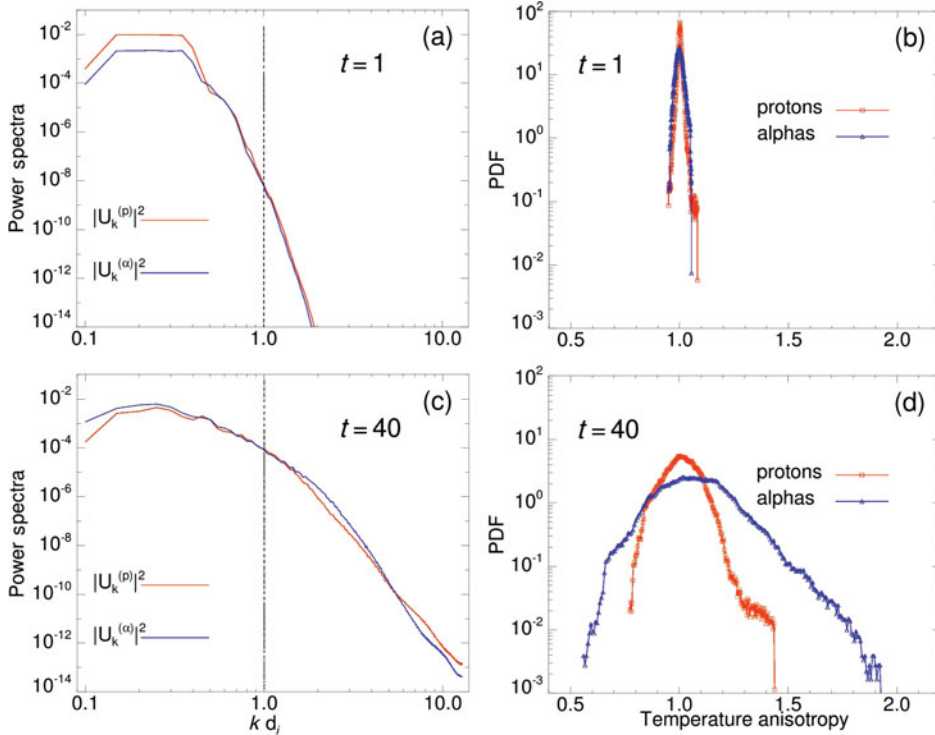 (a)
t = 1
Power spectra
10^-2
10^-4
10^-6
10^-8
10^-10
10^-12
10^-14
|U_k^(p)|^2
|U_k^(α)|^2
0.1
1.0
10.0
(b)
t = 1
PDF
10^2
10^1
10^0
10^-1
10^-2
10^-3
protons
alphas
0.5
1.0
1.5
2.0
(c)
t = 40
Power spectra
10^-2
10^-4
10^-6
10^-8
10^-10
10^-12
10^-14
|U_k^(p)|^2
|U_k^(α)|^2
0.1
1.0
10.0
k d_i
(d)
t = 40
PDF
10^2
10^1
10^0
10^-1
10^-2
10^-3
protons
alphas
0.5
1.0
1.5
2.0
Temperature anisotropy